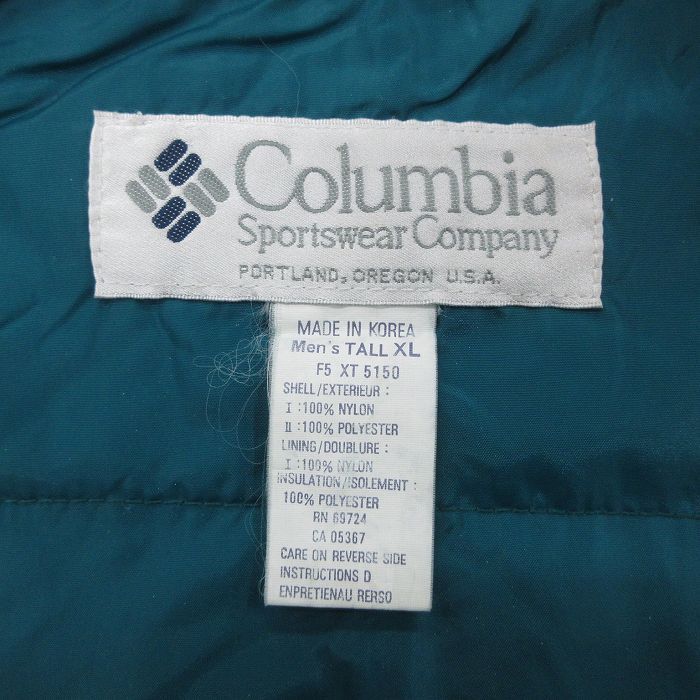 Columbia
Sportswear Company
PORTLAND, OREGON U.S.A.
MADE IN KOREA
Men's TALL XL
F5 XT 5150
SHELL/EXTERIEUR :
I :100% NYLON
II :100% POLYESTER
LINING/DOUBLURE :
I :100% NYLON
INSULATION/ISOLEMENT :
100% POLYESTER
RN 69724
CA 05367
CARE ON REVERSE SIDE
INSTRUCTIONS D
ENPRETIENAU RERSO